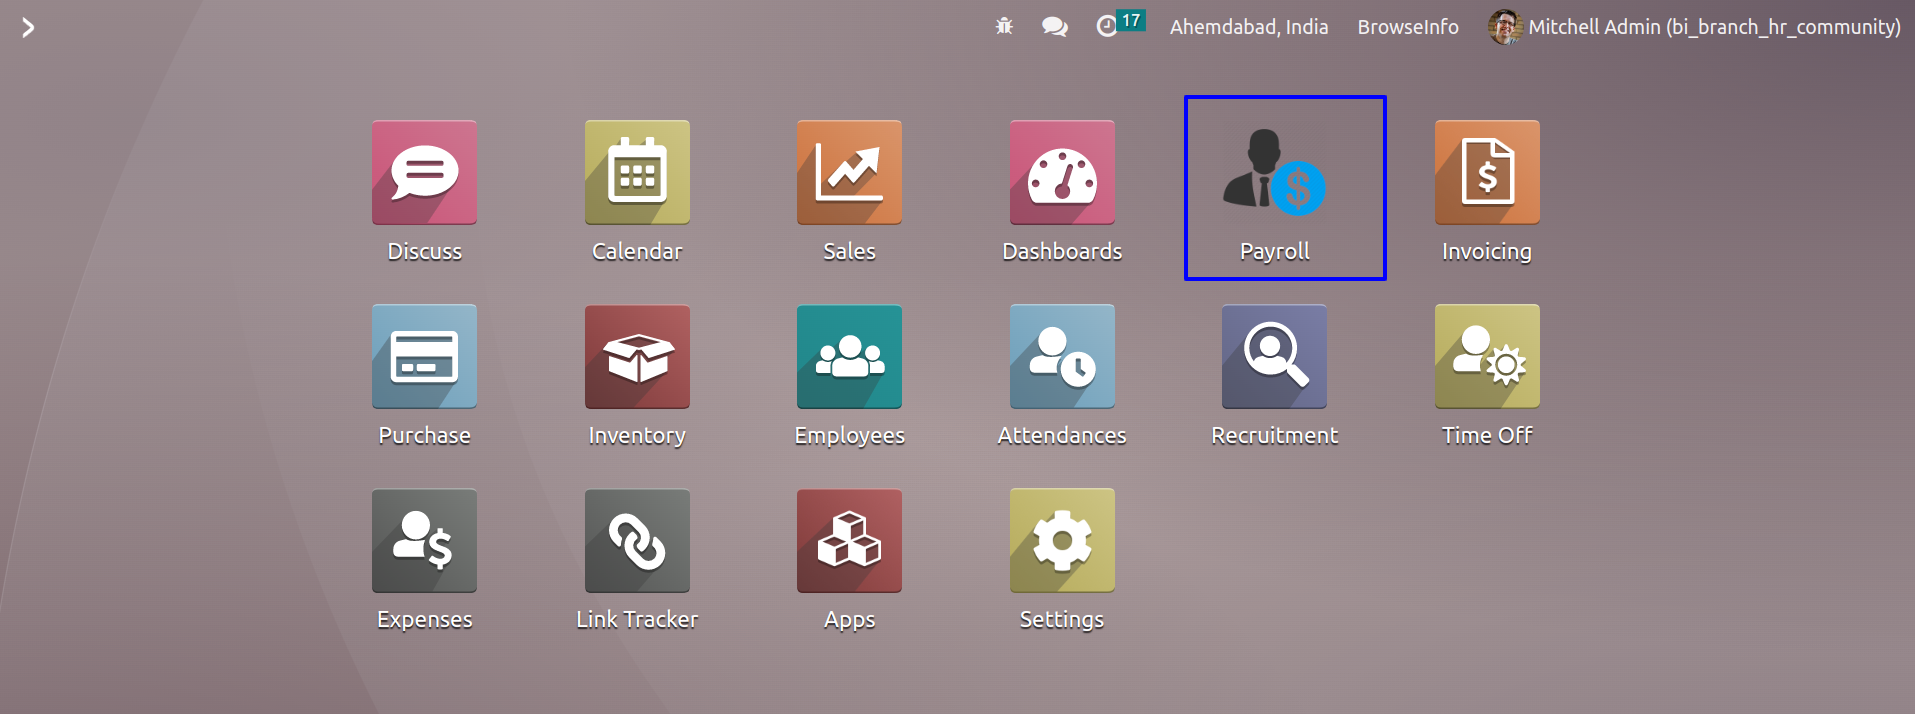 17 Ahemdabad, India BrowseInfo Mitchell Admin (bi_branch_hr_community)
Discuss Calendar Sales Dashboards Payroll Invoicing
Purchase Inventory Employees Attendances Recruitment Time Off
Expenses Link Tracker Apps Settings